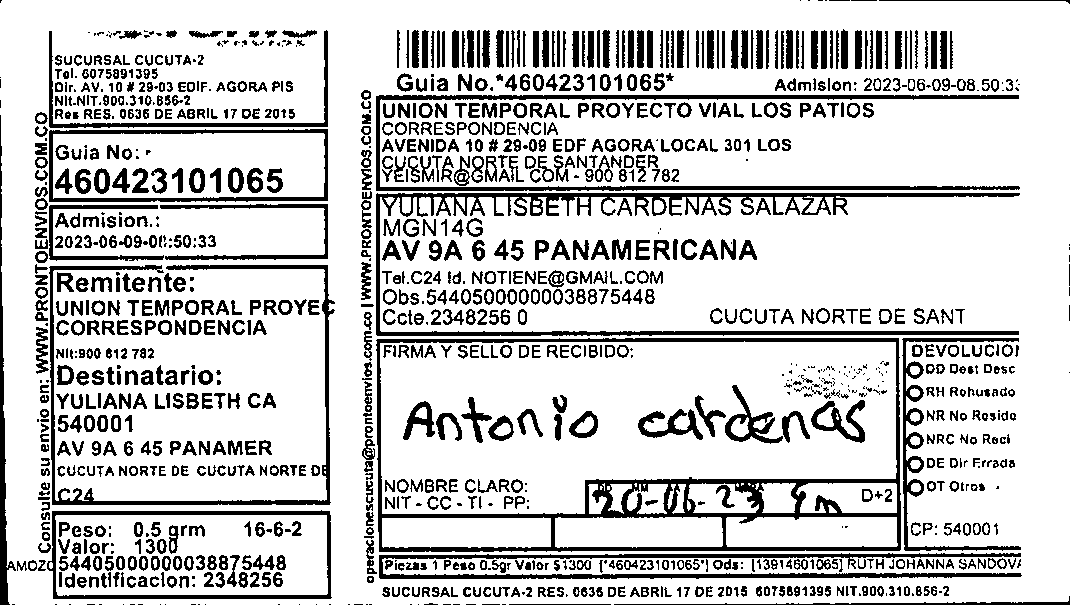 SUCURSAL CUCUTA-2
Tel. 6075891395
Dir. AV. 10 # 29-03 EDIF. AGORA PIS
Nit.NIT.900.310.856-2
Res RES. 0636 DE ABRIL 17 DE 2015
Guia No:
460423101065
Admision.:
2023-06-09-08:50:33
Remitente:
UNION TEMPORAL PROYEC
CORRESPONDENCIA
Nit:900 812 782
Destinatario:
YULIANA LISBETH CA
540001
AV 9A 6 45 PANAMER
CUCUTA NORTE DE CUCUTA NORTE DE
C24
Peso: 0.5 grm 16-6-2
Valor: 1300
54405000000038875448
Identificacion: 2348256
Consulte su envio en: WWW.PRONTOENVIOS.COM.CO
AMOZO
Guia No.*460423101065*
Admision: 2023-06-09-08:50:33
UNION TEMPORAL PROYECTO VIAL LOS PATIOS
CORRESPONDENCIA
AVENIDA 10 # 29-09 EDF AGORA LOCAL 301 LOS
CUCUTA NORTE DE SANTANDER
YEISMIR@GMAIL COM - 900 812 782
YULIANA LISBETH CARDENAS SALAZAR
MGN14G
AV 9A 6 45 PANAMERICANA
Tel.C24 Id. NOTIENE@GMAIL.COM
Obs.54405000000038875448
Ccte.2348256 0 CUCUTA NORTE DE SANT
operacionescucuta@prontoenvios.com.co | WWW.PRONTOENVIOS.COM.CO
FIRMA Y SELLO DE RECIBIDO:
Antonio cardenas
NOMBRE CLARO:
NIT - CC - TI - PP:
DD MM HORA
20-06-23 D+2
DEVOLUCION
DD Dest Desc
RH Rehusado
NR No Reside
NRC No Recl
DE Dir Errada
OT Otros
CP: 540001
Piezas 1 Peso 0.5gr Valor $1300 [*460423101065*] Ods: [13914601065] RUTH JOHANNA SANDOVA
SUCURSAL CUCUTA-2 RES. 0636 DE ABRIL 17 DE 2015 6075891395 NIT.900.310.856-2